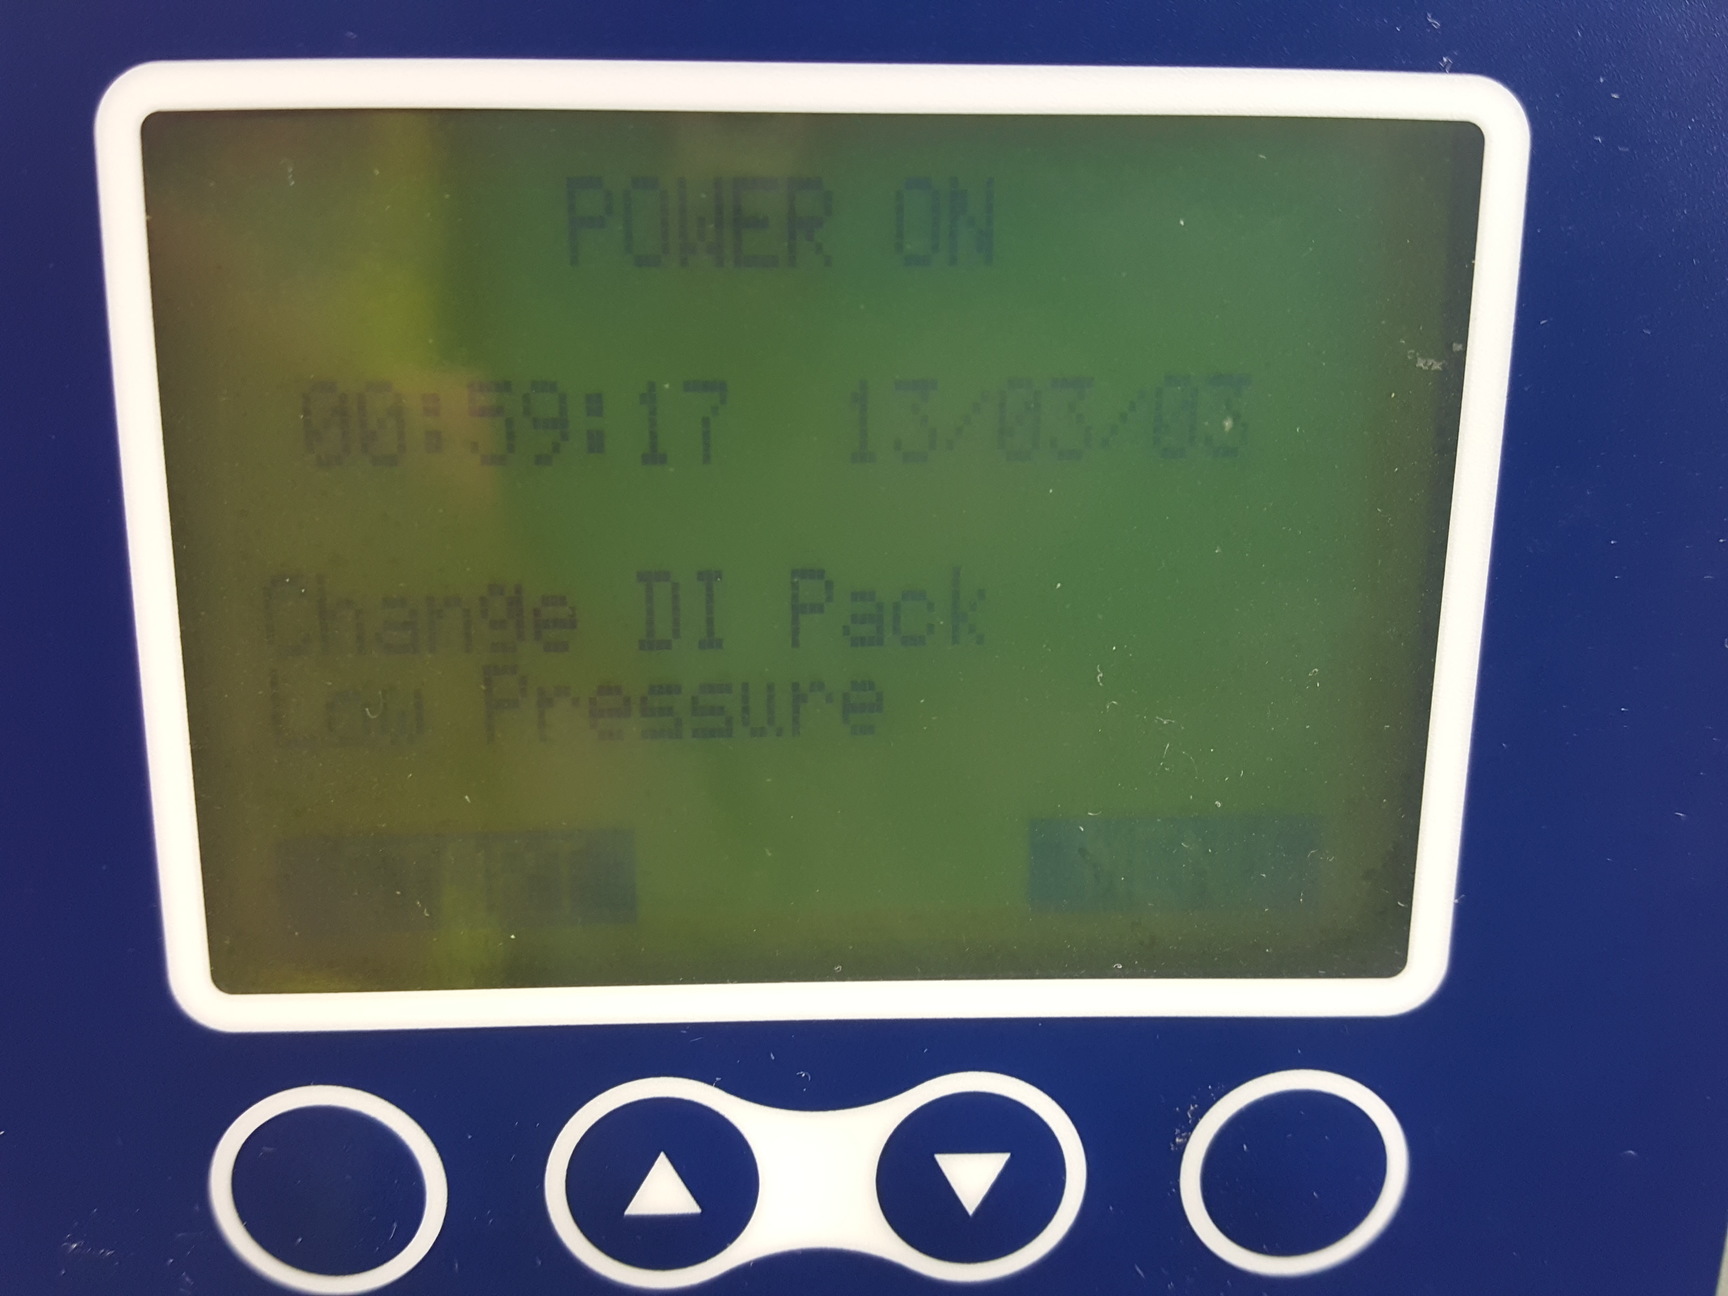 POWER ON
00:59:17 13/03/03
Change DI Pack
Low Pressure